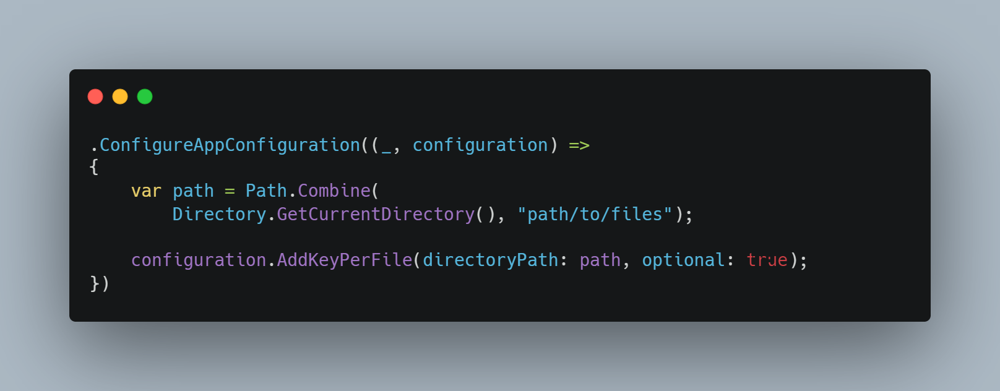 .ConfigureAppConfiguration((_, configuration) =>
{
    var path = Path.Combine(
        Directory.GetCurrentDirectory(), "path/to/files");

    configuration.AddKeyPerFile(directoryPath: path, optional: true);
})